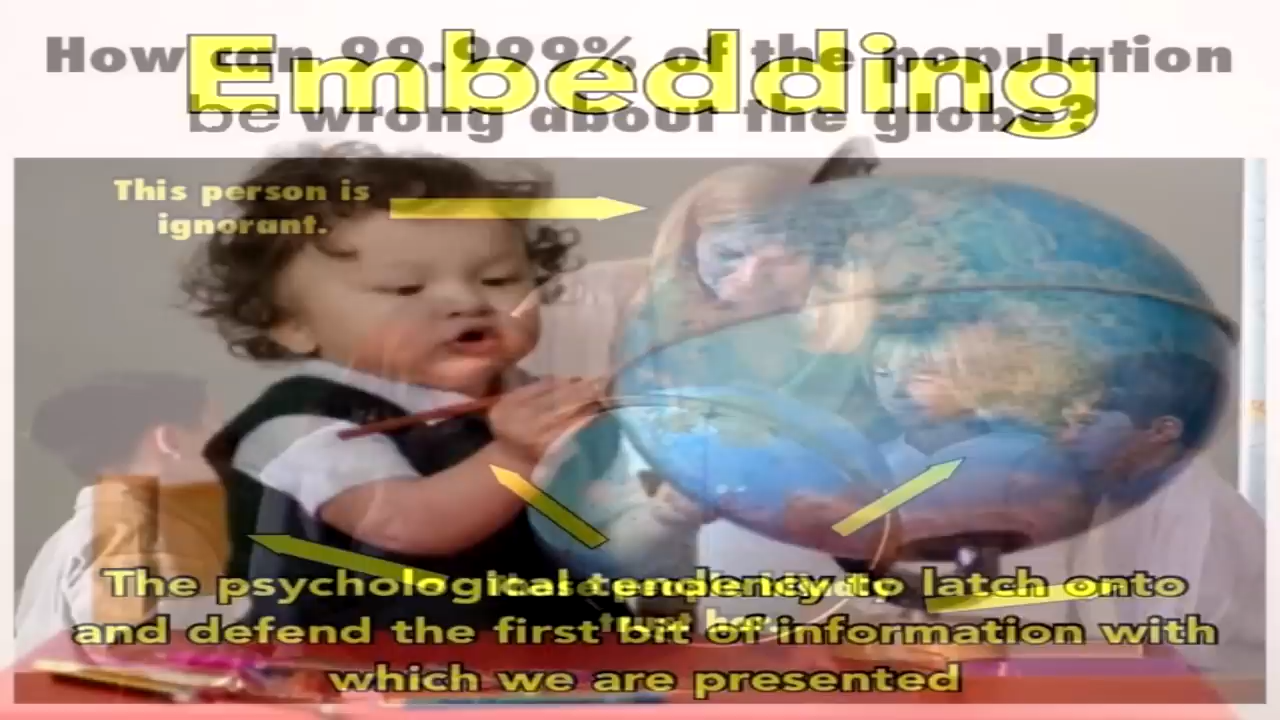 How can 99.999% of the population
be wrong about the globe?
Embedding
This person is
ignorant.
The psychological tendency to latch onto
and defend the first bit of information with
which we are presented